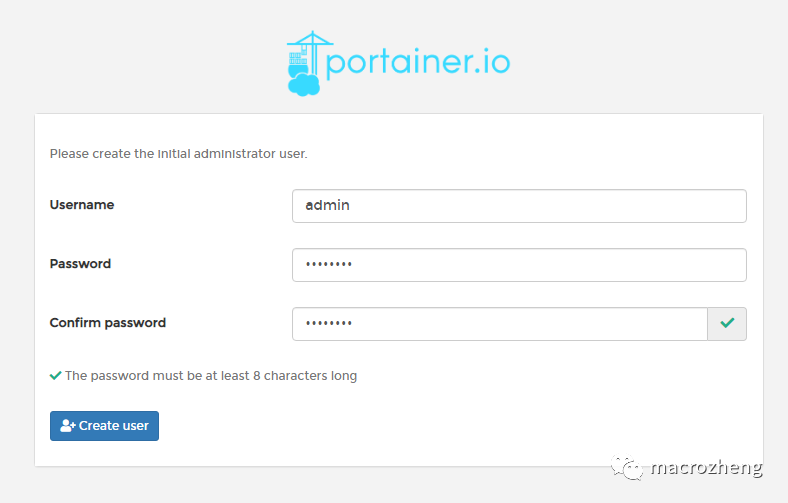 portainer.io
Please create the initial administrator user.
Username
admin
Password
••••••••
Confirm password
••••••••
The password must be at least 8 characters long
Create user
macrozheng